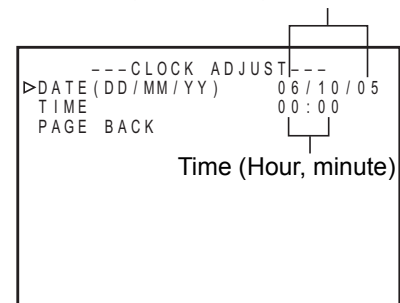 ---CLOCK ADJUST---
▷DATE(DD/MM/YY) 06/10/05
TIME 00:00
PAGE BACK
Time (Hour, minute)